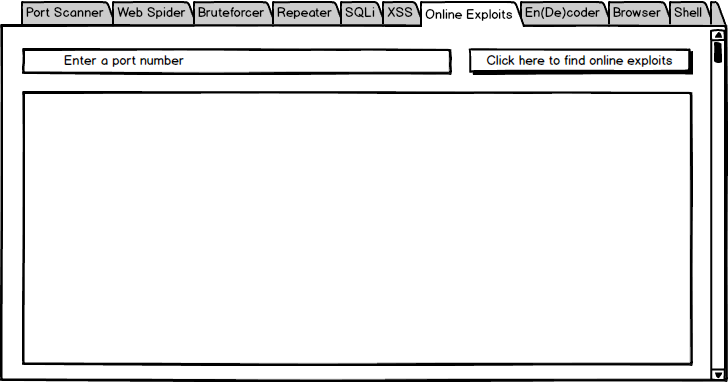 Port Scanner Web Spider Bruteforcer Repeater SQLi XSS Online Exploits En(De)coder Browser Shell
Enter a port number Click here to find online exploits